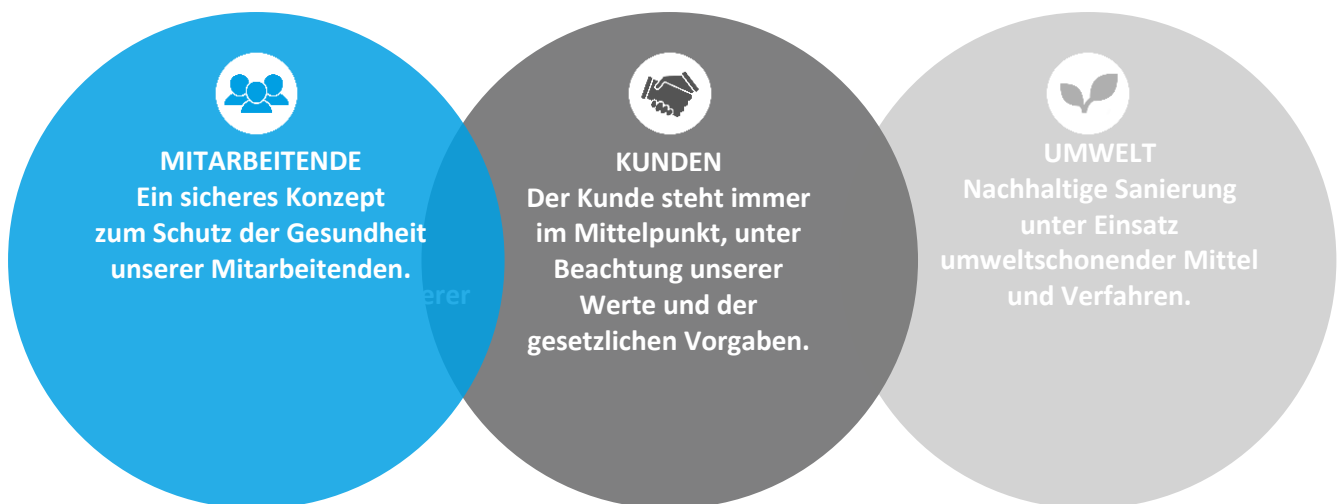 MITARBEITENDE
Ein sicheres Konzept
zum Schutz der Gesundheit
unserer Mitarbeitenden.
erer
KUNDEN
Der Kunde steht immer
im Mittelpunkt, unter
Beachtung unserer
Werte und der
gesetzlichen Vorgaben.
UMWELT
Nachhaltige Sanierung
unter Einsatz
umweltschonender Mittel
und Verfahren.